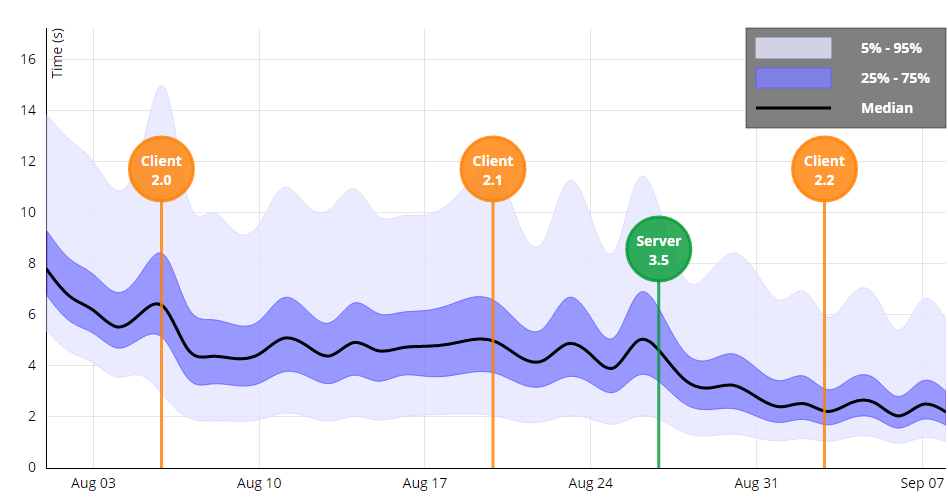 Time (s)
16
14
12
10
8
6
4
2
0
5% - 95%
25% - 75%
Median
Client
2.0
Client
2.1
Server
3.5
Client
2.2
Aug 03
Aug 10
Aug 17
Aug 24
Aug 31
Sep 07